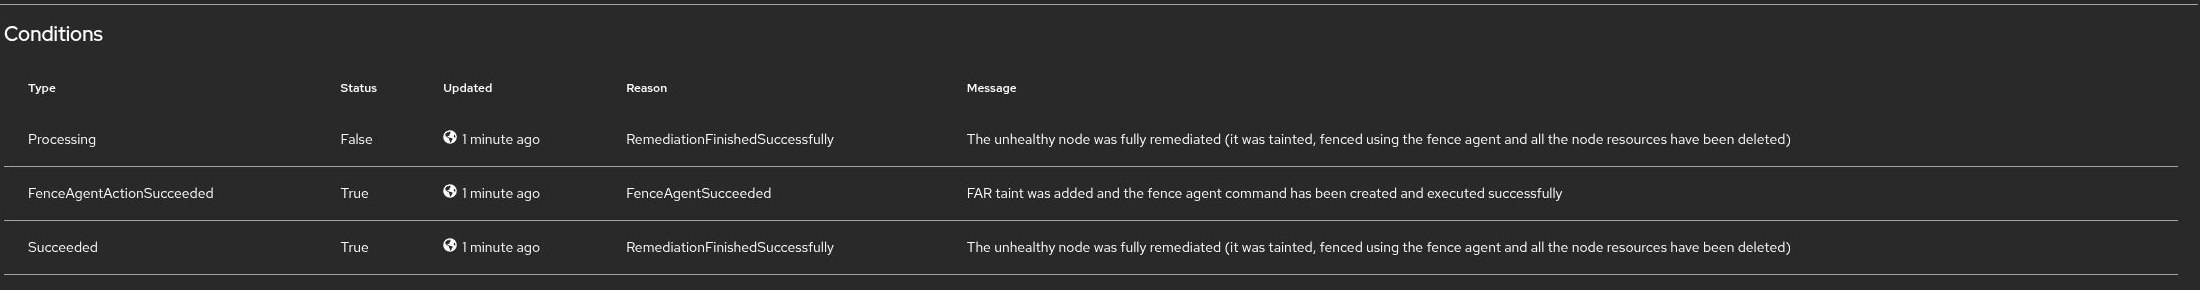 Conditions
Type Status Updated Reason Message
Processing False 1 minute ago RemediationFinishedSuccessfully The unhealthy node was fully remediated (it was tainted, fenced using the fence agent and all the node resources have been deleted)
FenceAgentActionSucceeded True 1 minute ago FenceAgentSucceeded FAR taint was added and the fence agent command has been created and executed successfully
Succeeded True 1 minute ago RemediationFinishedSuccessfully The unhealthy node was fully remediated (it was tainted, fenced using the fence agent and all the node resources have been deleted)